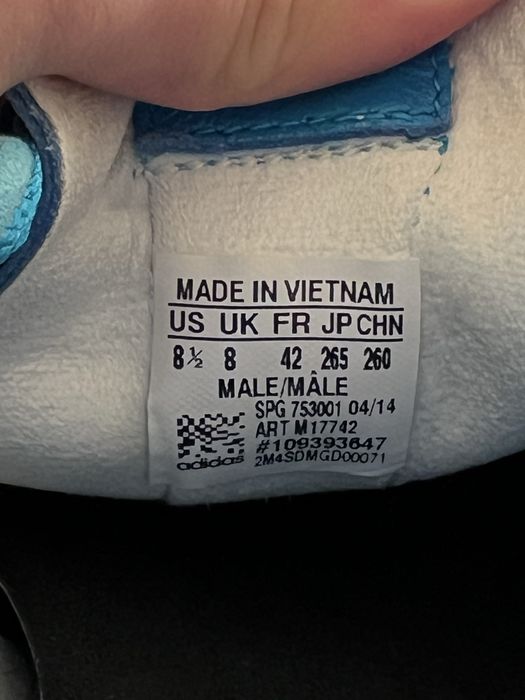 MADE IN VIETNAM
US UK FR JP CHN
8½ 8 42 265 260
MALE/MÂLE
SPG 753001 04/14
ART M17742
#109393647
adidas 2M4SDMGD00071